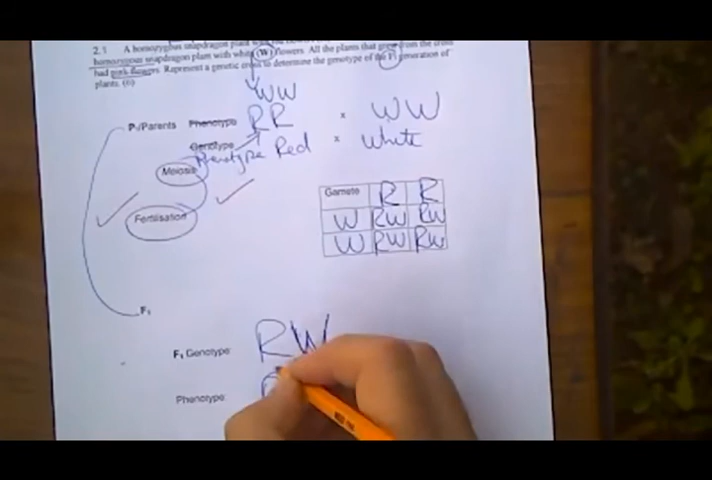 2.1 A homozygous snapdragon plant with
homozygous snapdragon plant with white (W) flowers. All the plants that grew from the cross
had pink flowers. Represent a genetic cross to determine the genotype of the F1 generation of
plants. (6)
WW
P1/Parents Phenotype RR x WW
Genotype
Phenotype Red x White
Meiosis
Fertilisation
Gamete R R
W RW RW
W RW RW
F1
F1 Genotype: RW
Phenotype: